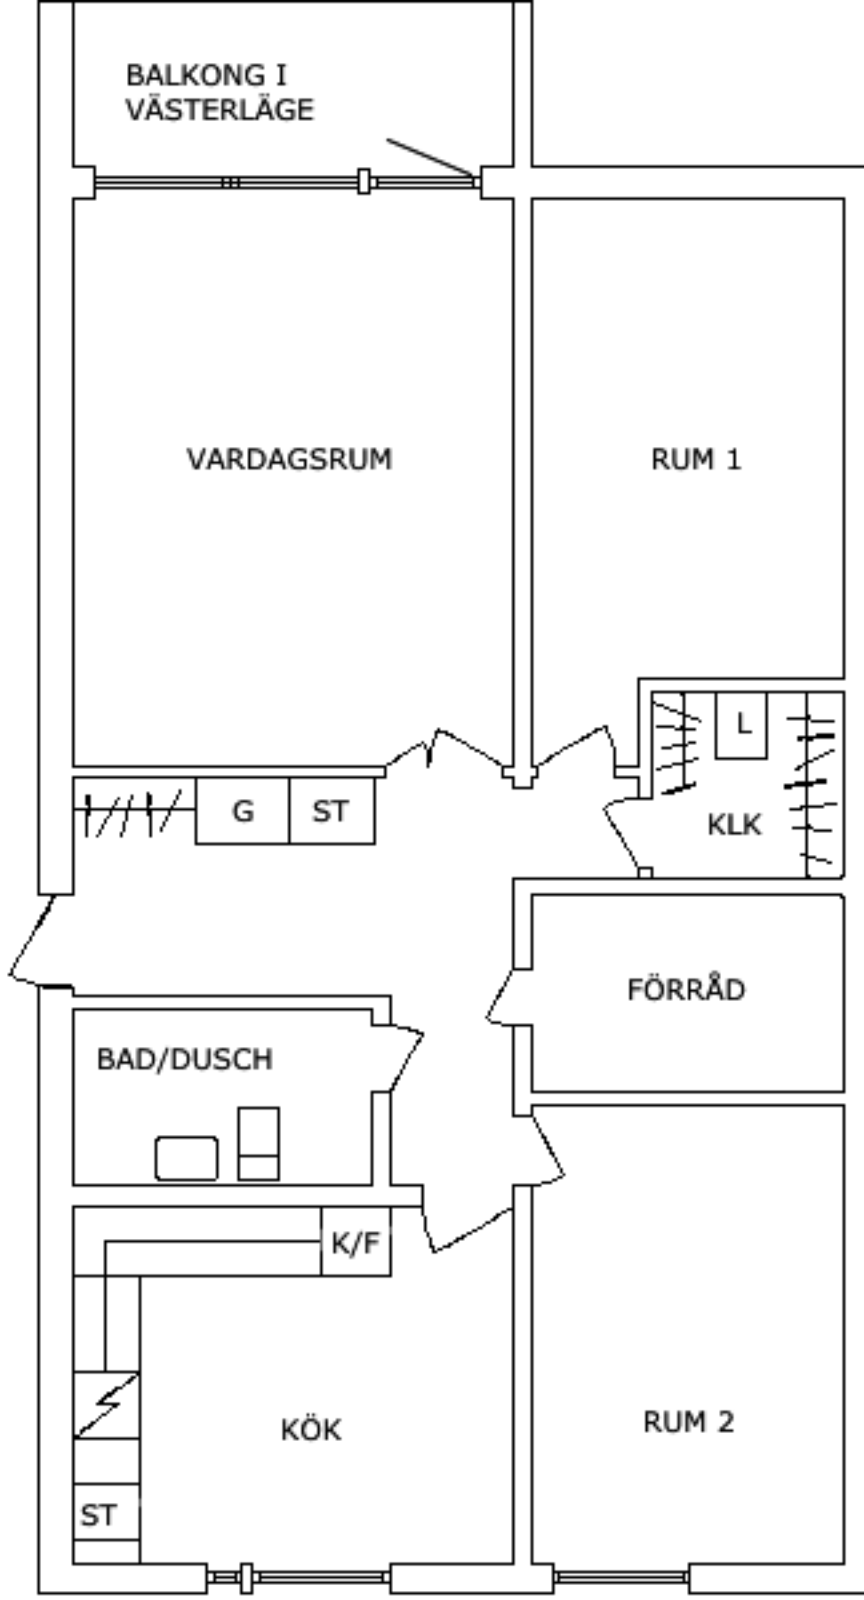 BALKONG I
VÄSTERLÄGE
VARDAGSRUM
RUM 1
L
G
ST
KLK
FÖRRÅD
BAD/DUSCH
K/F
KÖK
RUM 2
ST